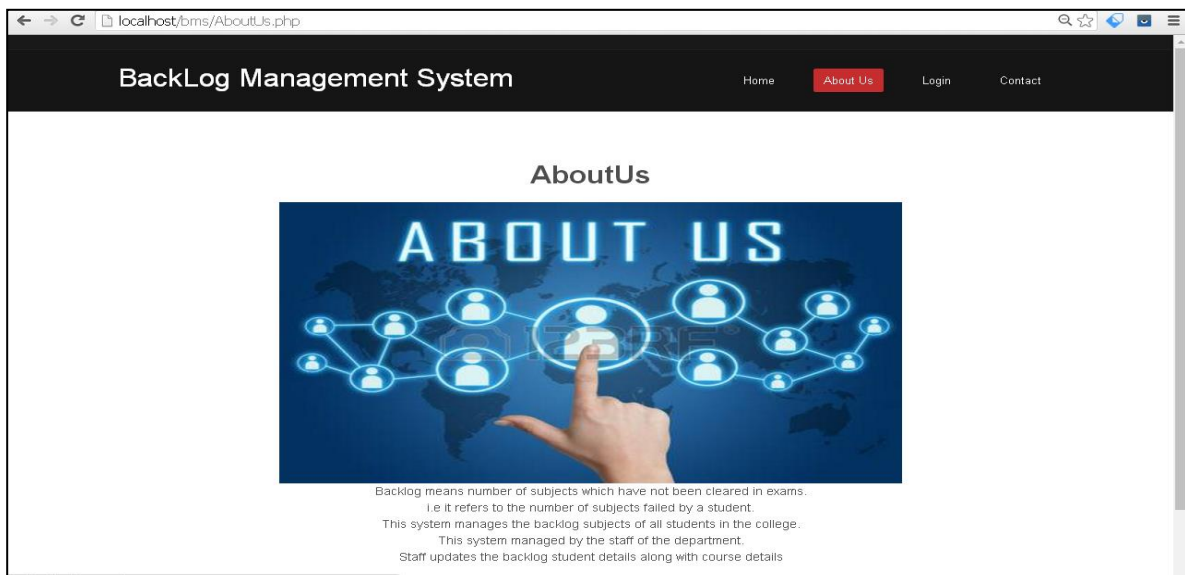 localhost/bms/AboutUs.php
BackLog Management System
Home
About Us
Login
Contact
AboutUs
ABOUT US
123RF®
Backlog means number of subjects which have not been cleared in exams.
i.e it refers to the number of subjects failed by a student.
This system manages the backlog subjects of all students in the college.
This system managed by the staff of the department.
Staff updates the backlog student details along with course details